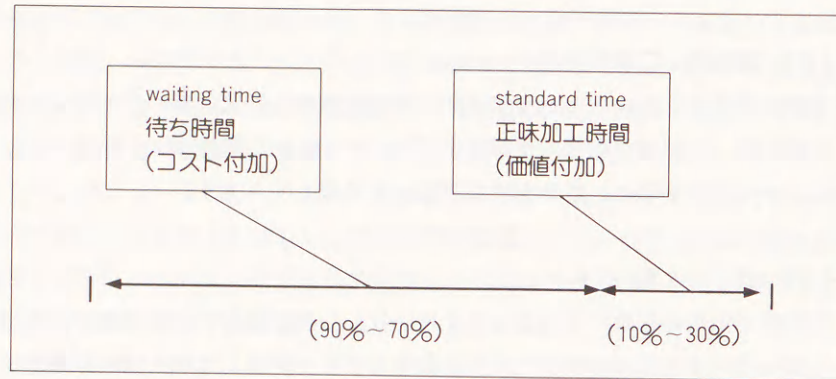 waiting time
待ち時間
(コスト付加)
standard time
正味加工時間
(価値付加)
(90%~70%)
(10%~30%)